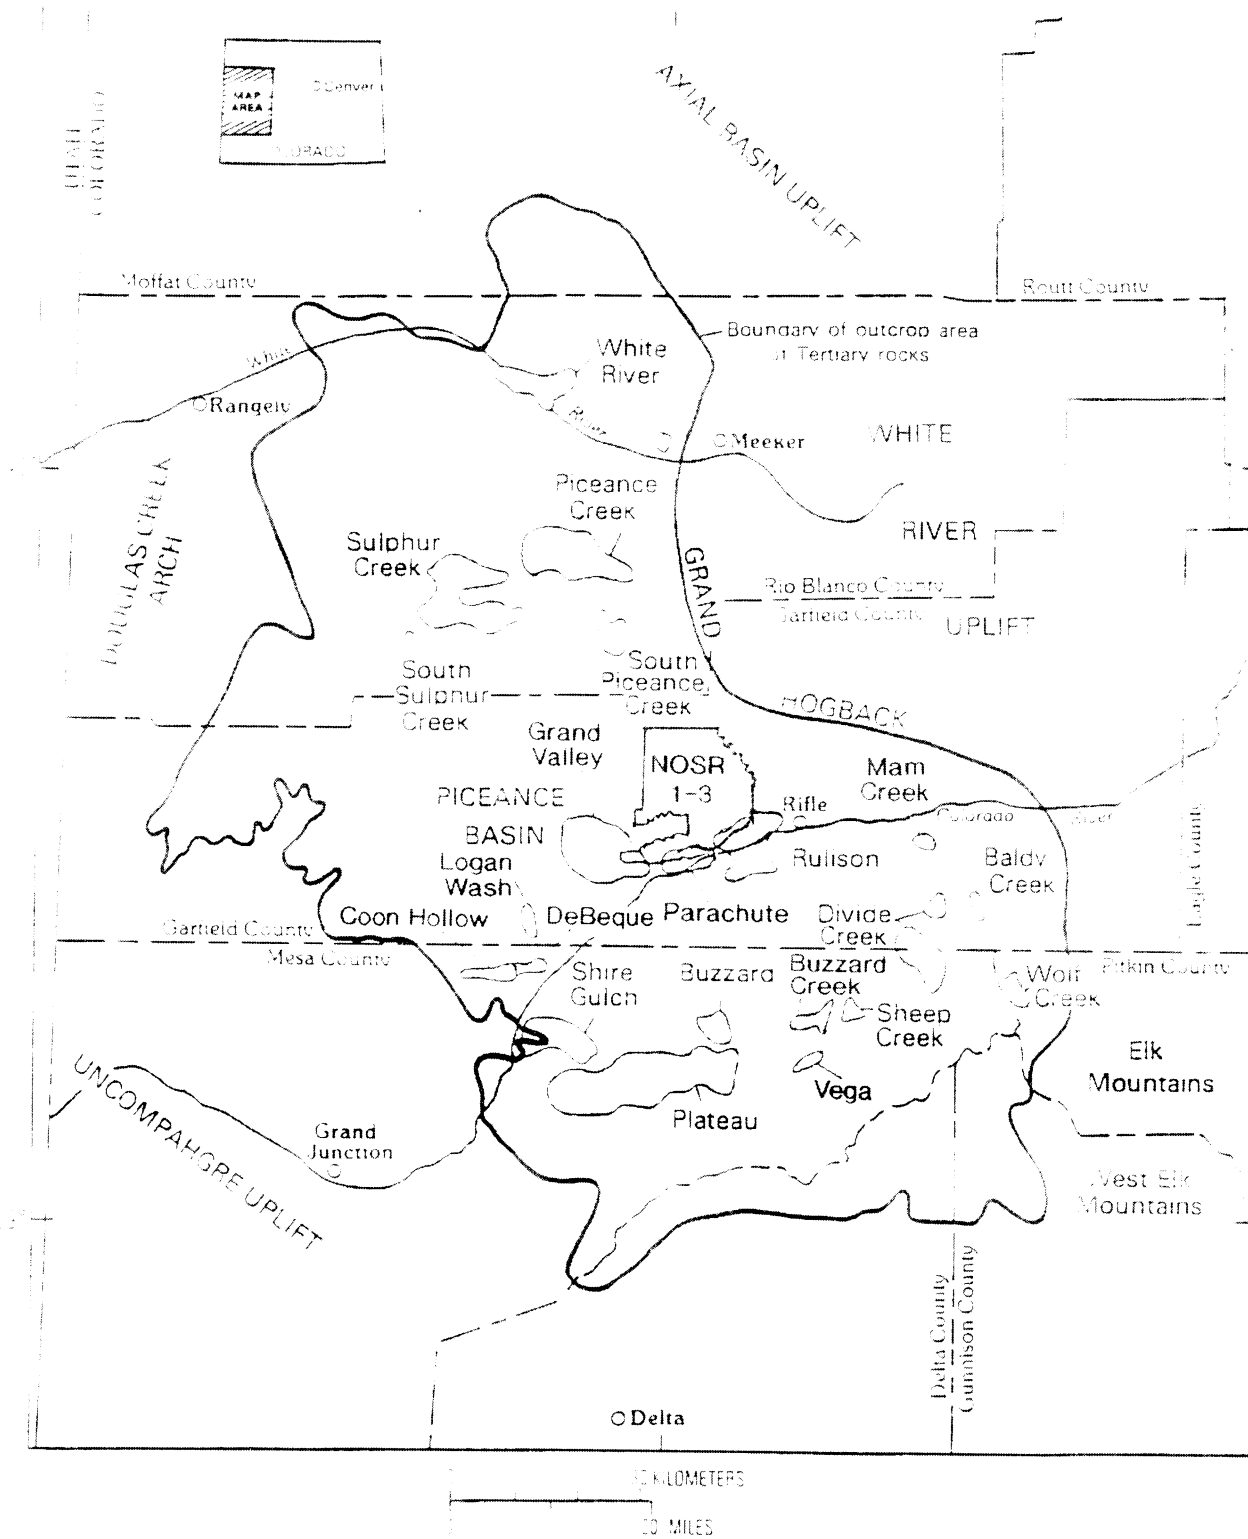 Denver
MAP
AREA
COLORADO
UTAH
COLORADO
AXIAL BASIN UPLIFT
Moffat County
Routt County
Boundary of outcrop area
of Tertiary rocks
White
River
White
River
Rangely
Meeker
WHITE
RIVER
UPLIFT
Piceance
Creek
Sulphur
Creek
DOUGLAS CREEK
ARCH
GRAND
HOGBACK
Rio Blanco County
Garfield County
South
Sulphur
Creek
South
Piceance
Creek
Grand
Valley
NOSR
1-3
Mam
Creek
PICEANCE
BASIN
Rifle
Colorado
River
Logan
Wash
Rulison
Baldy
Creek
Eagle County
Coon Hollow
DeBeque
Parachute
Divide
Creek
Garfield County
Mesa County
Shire
Gulch
Buzzard
Buzzard
Creek
Wolf
Creek
Pitkin County
Sheep
Creek
Elk
Mountains
Vega
Plateau
UNCOMPAHGRE UPLIFT
Grand
Junction
West Elk
Mountains
Delta County
Gunnison County
Delta
KILOMETERS
MILES